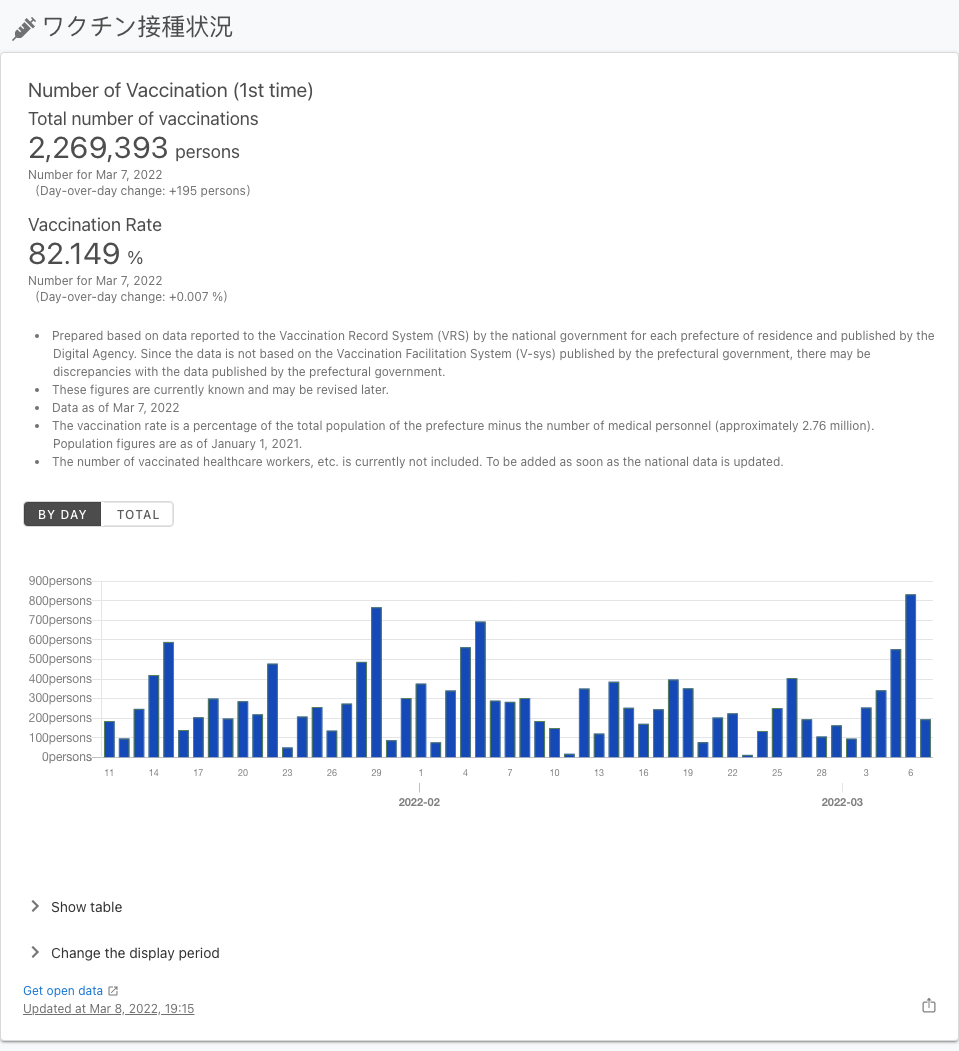 ワクチン接種状況
Number of Vaccination (1st time)
Total number of vaccinations
2,269,393 persons
Number for Mar 7, 2022
(Day-over-day change: +195 persons)
Vaccination Rate
82.149 %
Number for Mar 7, 2022
(Day-over-day change: +0.007 %)
• Prepared based on data reported to the Vaccination Record System (VRS) by the national government for each prefecture of residence and published by the
Digital Agency. Since the data is not based on the Vaccination Facilitation System (V-sys) published by the prefectural government, there may be
discrepancies with the data published by the prefectural government.
• These figures are currently known and may be revised later.
• Data as of Mar 7, 2022
• The vaccination rate is a percentage of the total population of the prefecture minus the number of medical personnel (approximately 2.76 million).
Population figures are as of January 1, 2021.
• The number of vaccinated healthcare workers, etc. is currently not included. To be added as soon as the national data is updated.
BY DAY TOTAL
900persons
800persons
700persons
600persons
500persons
400persons
300persons
200persons
100persons
0persons
11 14 17 20 23 26 29 1 4 7 10 13 16 19 22 25 28 3 6
2022-02 2022-03
Show table
Change the display period
Get open data
Updated at Mar 8, 2022, 19:15